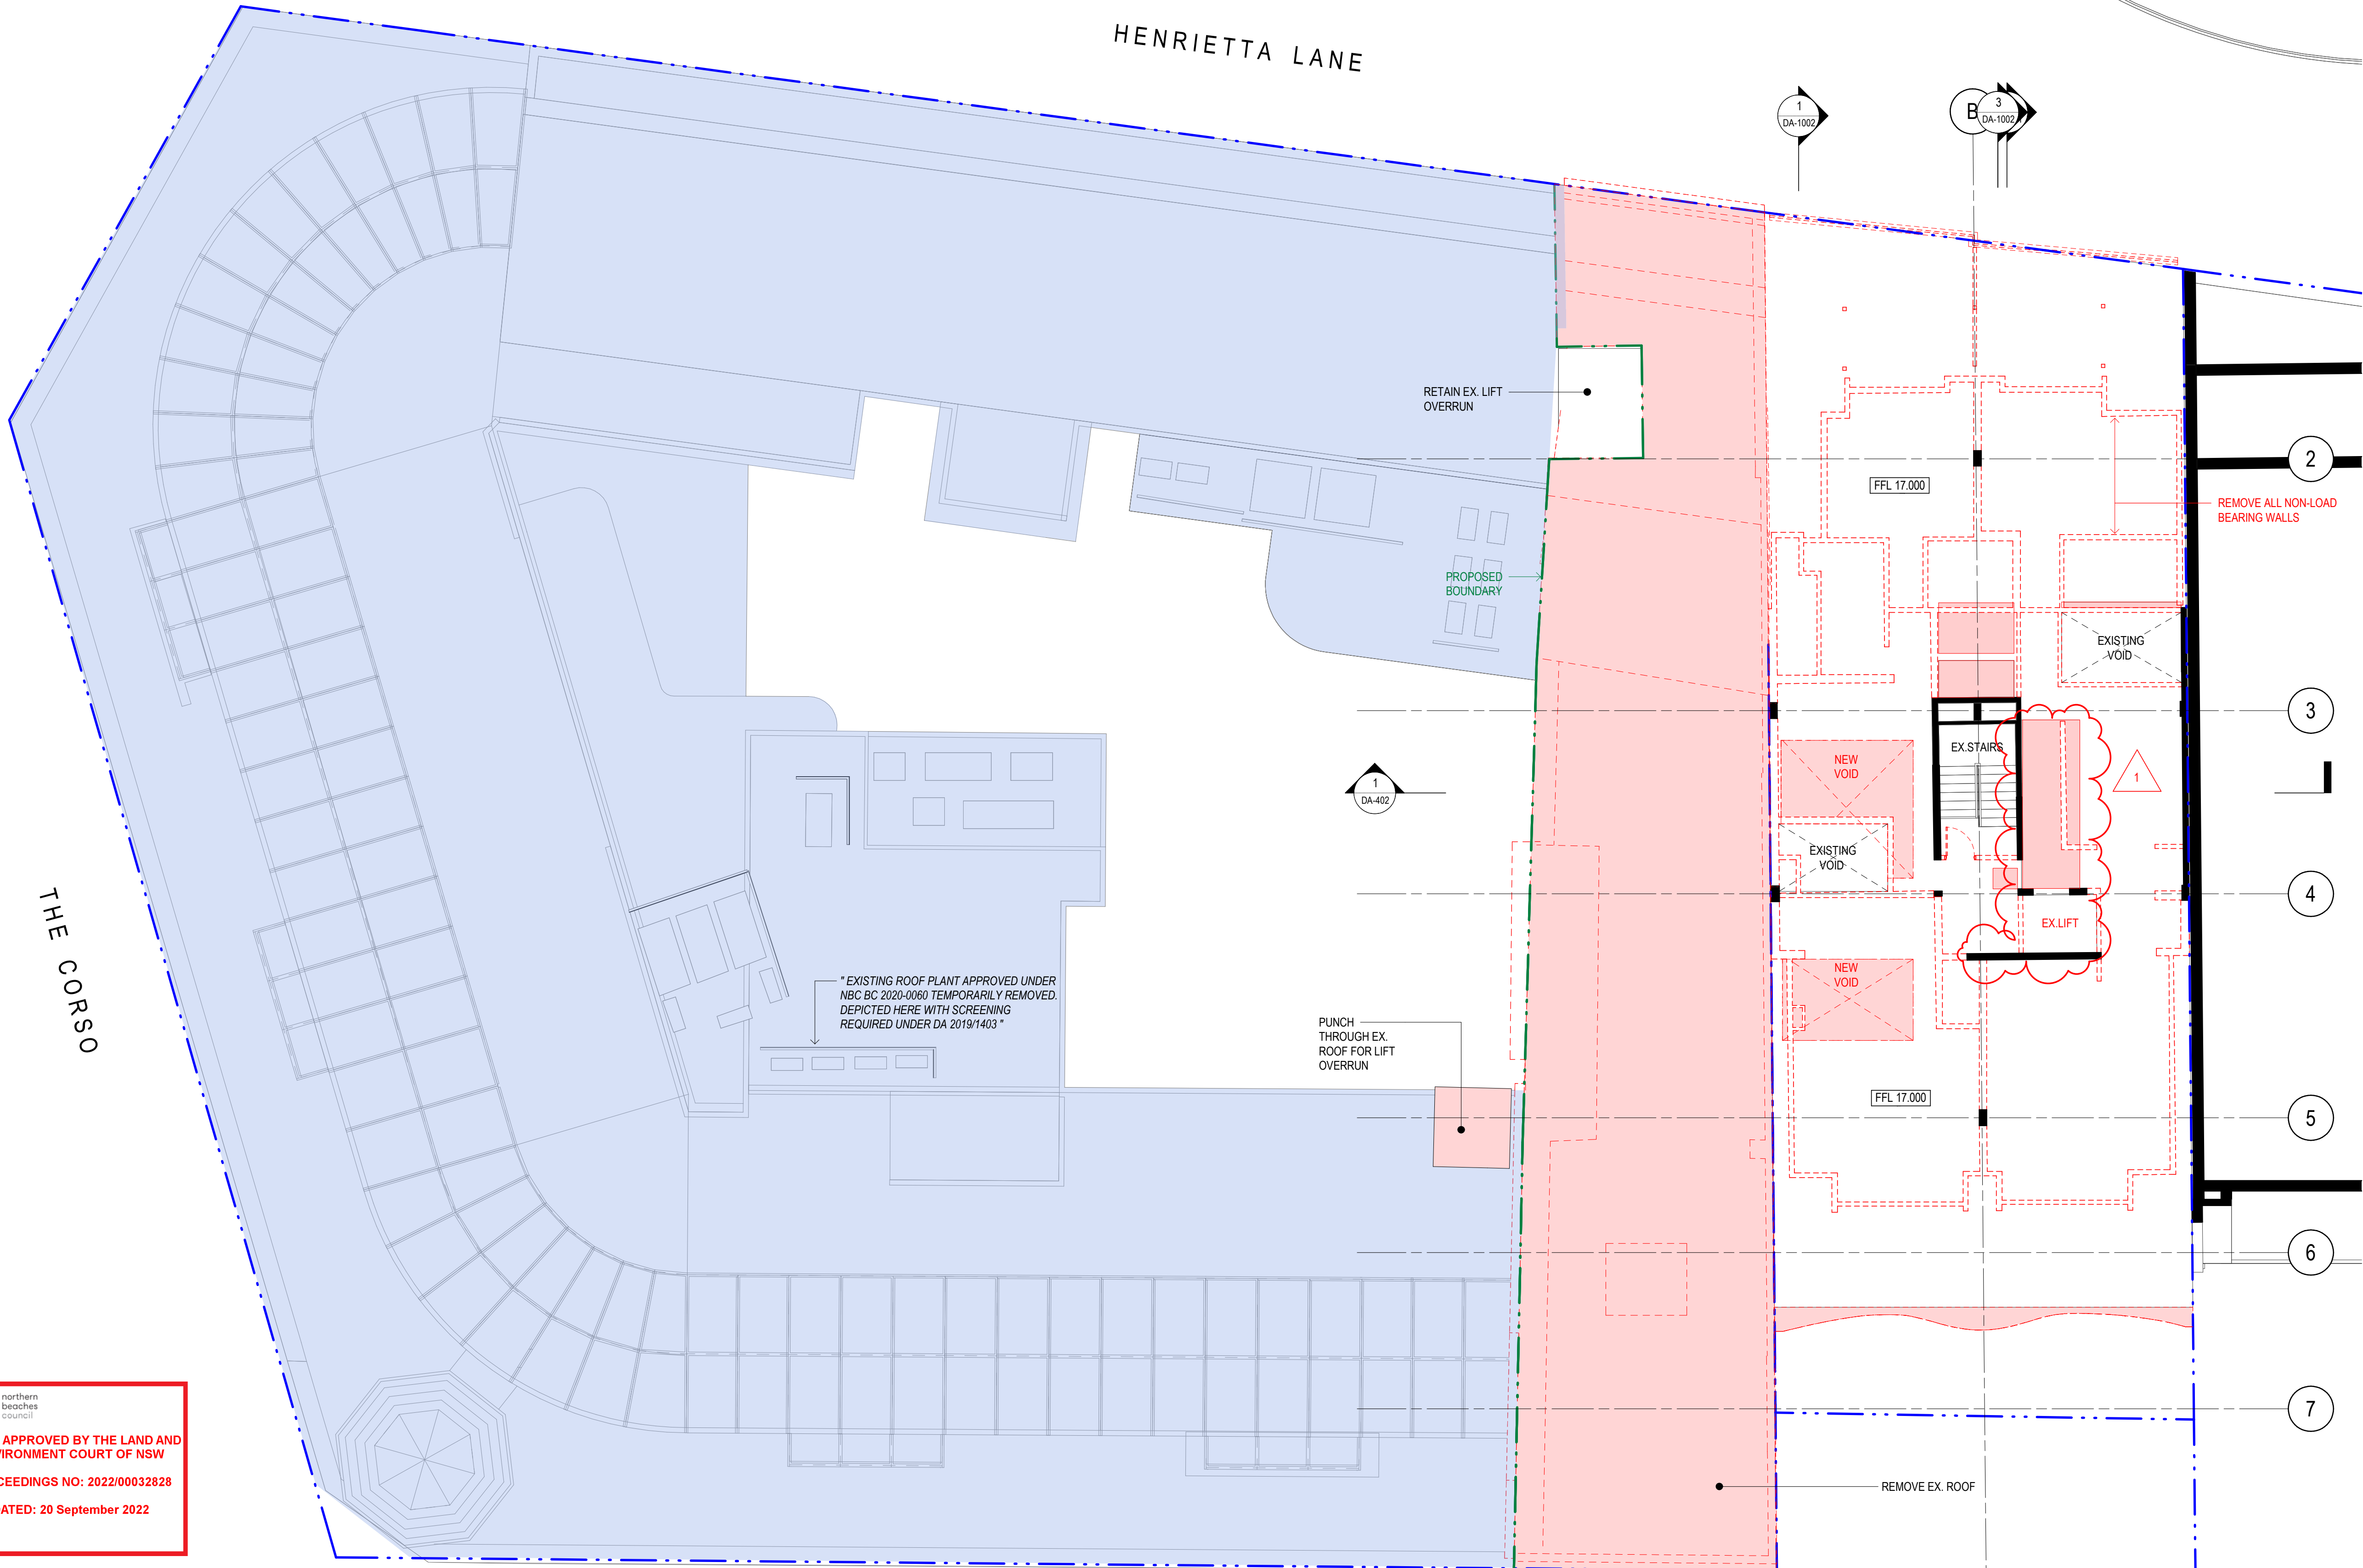 HENRIETTA LANE
1
DA-1002
B
3
DA-1002
RETAIN EX. LIFT
OVERRUN
2
FFL 17.000
REMOVE ALL NON-LOAD
BEARING WALLS
PROPOSED
BOUNDARY
EXISTING
VOID
3
EX.STAIRS
NEW
VOID
1
1
DA-402
EXISTING
VOID
4
THE CORSO
EX.LIFT
NEW
VOID
" EXISTING ROOF PLANT APPROVED UNDER
NBC BC 2020-0060 TEMPORARILY REMOVED.
DEPICTED HERE WITH SCREENING
REQUIRED UNDER DA 2019/1403 "
PUNCH
THROUGH EX.
ROOF FOR LIFT
OVERRUN
FFL 17.000
5
6
7
northern
beaches
council
APPROVED BY THE LAND AND
VIRONMENT COURT OF NSW
CEEDINGS NO: 2022/00032828
ATED: 20 September 2022
REMOVE EX. ROOF